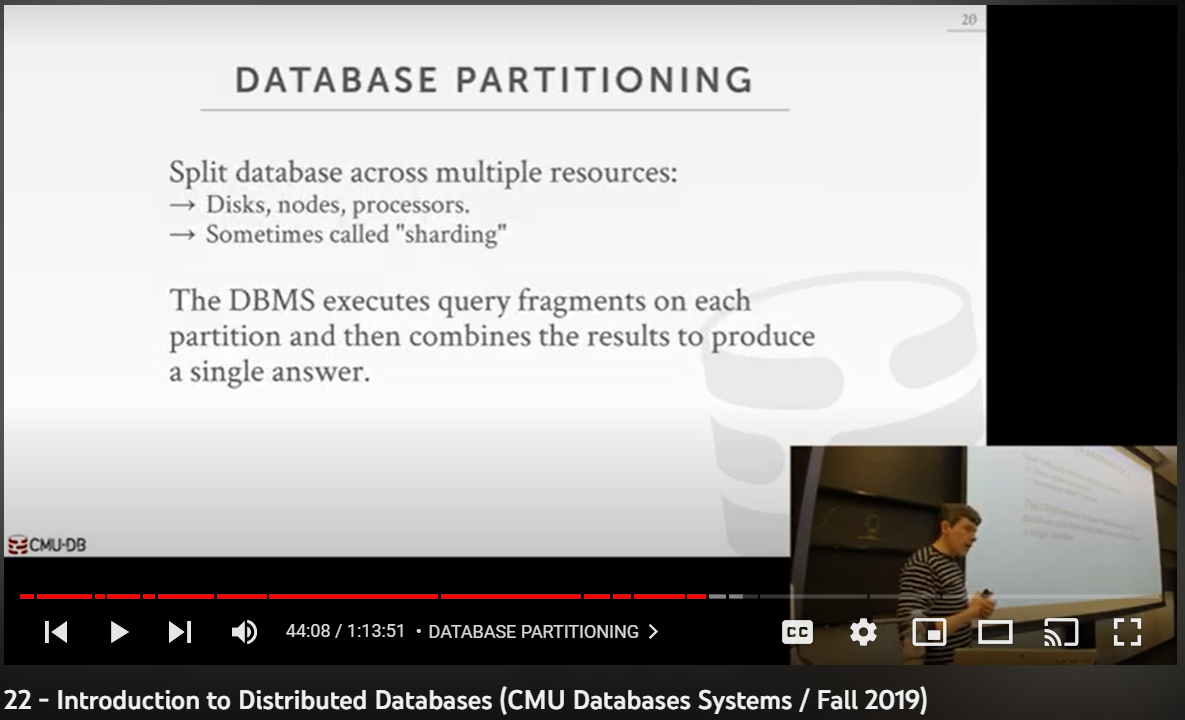 20
DATABASE PARTITIONING
Split database across multiple resources:
→ Disks, nodes, processors.
→ Sometimes called "sharding"
The DBMS executes query fragments on each
partition and then combines the results to produce
a single answer.
CMU·DB
44:08 / 1:13:51 • DATABASE PARTITIONING
CC
22 - Introduction to Distributed Databases (CMU Databases Systems / Fall 2019)